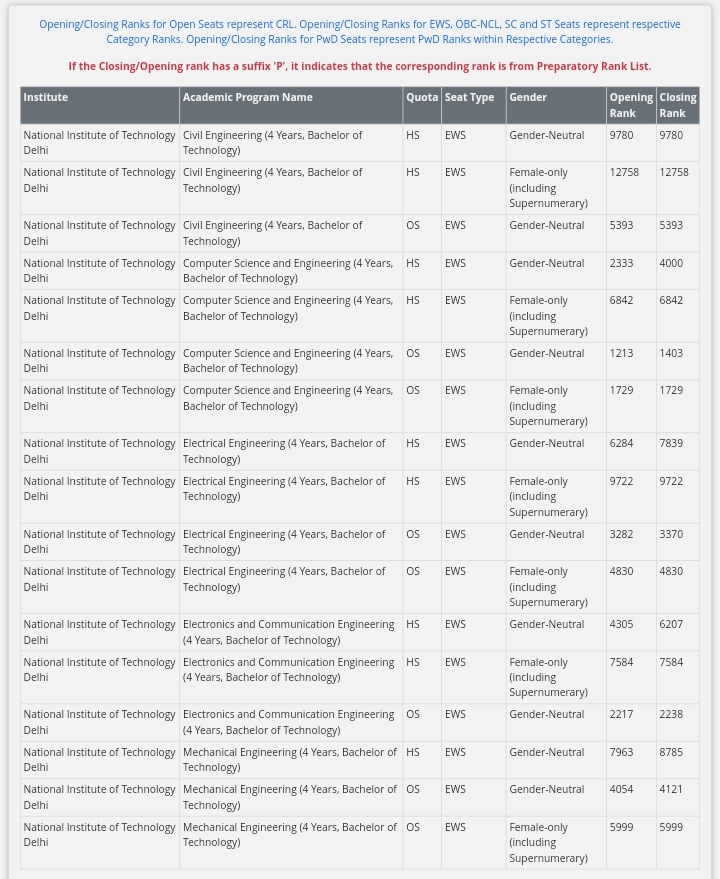 Opening/Closing Ranks for Open Seats represent CRL. Opening/Closing Ranks for EWS, OBC-NCL, SC and ST Seats represent respective
Category Ranks. Opening/Closing Ranks for PwD Seats represent PwD Ranks within Respective Categories.
If the Closing/Opening rank has a suffix 'P', it indicates that the corresponding rank is from Preparatory Rank List.
Institute Academic Program Name Quota Seat Type Gender Opening Closing
Rank Rank
National Institute of Technology Civil Engineering (4 Years, Bachelor of HS EWS Gender-Neutral 9780 9780
Delhi Technology)
National Institute of Technology Civil Engineering (4 Years, Bachelor of HS EWS Female-only 12758 12758
Delhi Technology) (including
Supernumerary)
National Institute of Technology Civil Engineering (4 Years, Bachelor of OS EWS Gender-Neutral 5393 5393
Delhi Technology)
National Institute of Technology Computer Science and Engineering (4 Years, HS EWS Gender-Neutral 2333 4000
Delhi Bachelor of Technology)
National Institute of Technology Computer Science and Engineering (4 Years, HS EWS Female-only 6842 6842
Delhi Bachelor of Technology) (including
Supernumerary)
National Institute of Technology Computer Science and Engineering (4 Years, OS EWS Gender-Neutral 1213 1403
Delhi Bachelor of Technology)
National Institute of Technology Computer Science and Engineering (4 Years, OS EWS Female-only 1729 1729
Delhi Bachelor of Technology) (including
Supernumerary)
National Institute of Technology Electrical Engineering (4 Years, Bachelor of HS EWS Gender-Neutral 6284 7839
Delhi Technology)
National Institute of Technology Electrical Engineering (4 Years, Bachelor of HS EWS Female-only 9722 9722
Delhi Technology) (including
Supernumerary)
National Institute of Technology Electrical Engineering (4 Years, Bachelor of OS EWS Gender-Neutral 3282 3370
Delhi Technology)
National Institute of Technology Electrical Engineering (4 Years, Bachelor of OS EWS Female-only 4830 4830
Delhi Technology) (including
Supernumerary)
National Institute of Technology Electronics and Communication Engineering HS EWS Gender-Neutral 4305 6207
Delhi (4 Years, Bachelor of Technology)
National Institute of Technology Electronics and Communication Engineering HS EWS Female-only 7584 7584
Delhi (4 Years, Bachelor of Technology) (including
Supernumerary)
National Institute of Technology Electronics and Communication Engineering OS EWS Gender-Neutral 2217 2238
Delhi (4 Years, Bachelor of Technology)
National Institute of Technology Mechanical Engineering (4 Years, Bachelor of HS EWS Gender-Neutral 7963 8785
Delhi Technology)
National Institute of Technology Mechanical Engineering (4 Years, Bachelor of OS EWS Gender-Neutral 4054 4121
Delhi Technology)
National Institute of Technology Mechanical Engineering (4 Years, Bachelor of OS EWS Female-only 5999 5999
Delhi Technology) (including
Supernumerary)